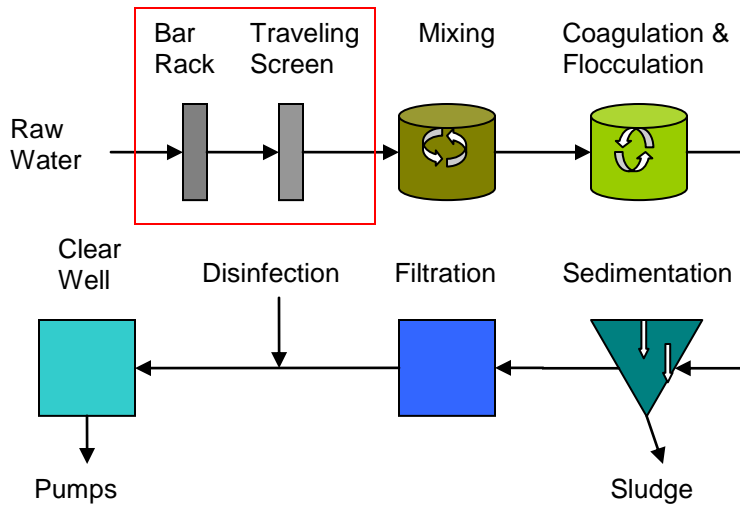 Bar
Rack
Traveling
Screen
Mixing
Coagulation &
Flocculation
Raw
Water
Clear
Well
Disinfection
Filtration
Sedimentation
Pumps
Sludge